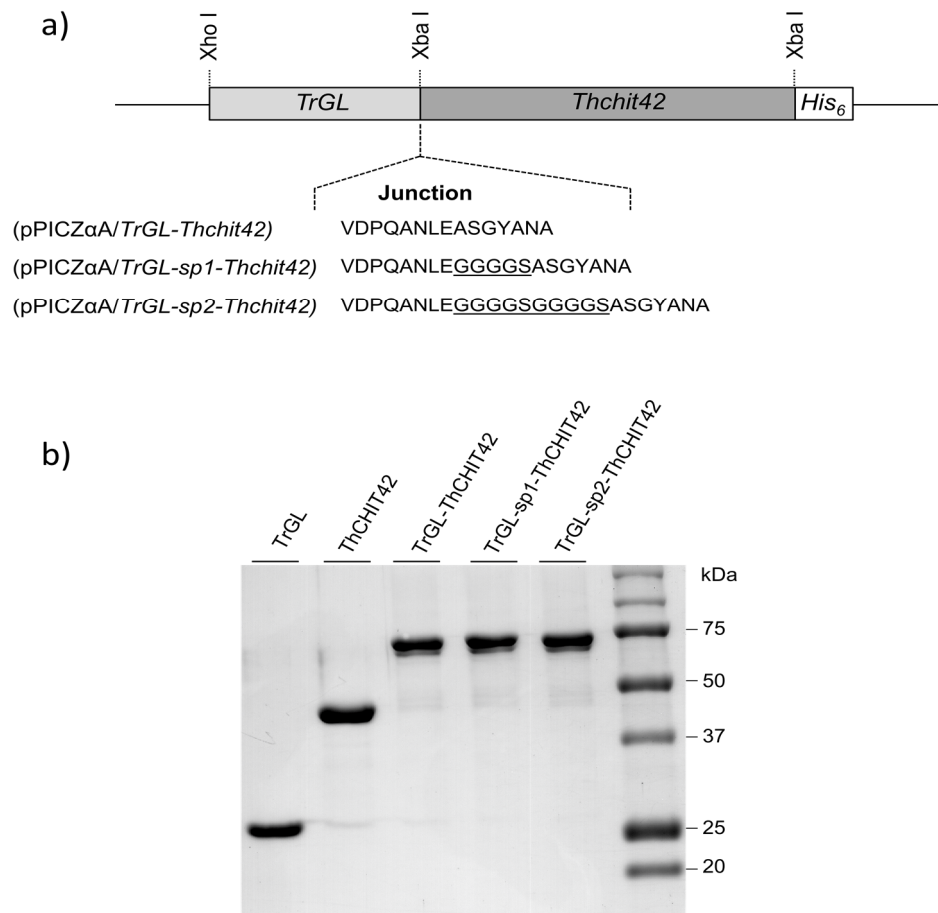 a)
Xho I
Xba I
Xba I
TrGL
Thchit42
His6
Junction
(pPICZαA/TrGL-Thchit42) VDPQANLEASGYANA
(pPICZαA/TrGL-sp1-Thchit42) VDPQANLEGGGGSASGYANA
(pPICZαA/TrGL-sp2-Thchit42) VDPQANLEGGGGSGGGGSASGYANA
b)
TrGL
ThCHIT42
TrGL-ThCHIT42
TrGL-sp1-ThCHIT42
TrGL-sp2-ThCHIT42
kDa
75
50
37
25
20